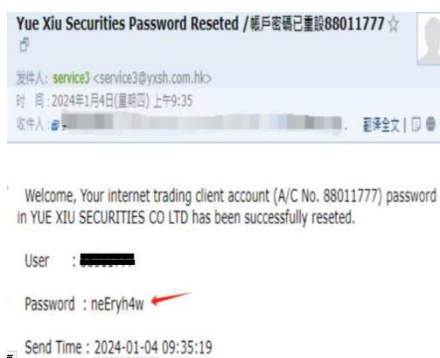 Yue Xiu Securities Password Reseted /帳戶密碼已重設88011777
发件人: service3 <service3@yxsh.com.hk>
时 间:2024年1月4日(星期四) 上午9:35
收件人:
翻译全文
Welcome, Your internet trading client account (A/C No. 88011777) password
in YUE XIU SECURITIES CO LTD has been successfully reseted.
User :
Password : neEryh4w
Send Time : 2024-01-04 09:35:19